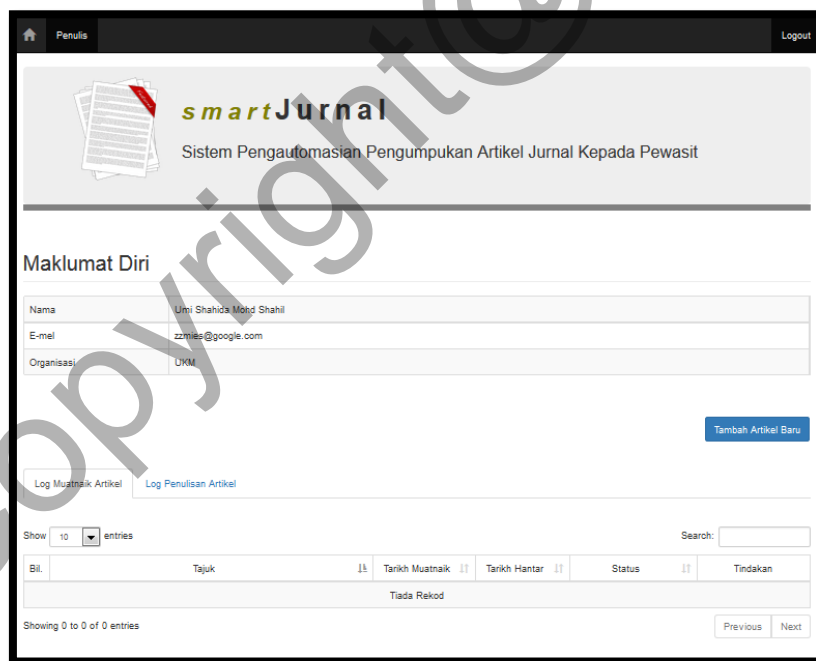 Penulis Logout
smartJurnal
Sistem Pengautomasian Pengumpukan Artikel Jurnal Kepada Pewasit
Maklumat Diri
Nama Umi Shahida Mohd Shahil
E-mel zzmies@google.com
Organisasi UKM
Tambah Artikel Baru
Log Muatnaik Artikel Log Penulisan Artikel
Show 10 entries Search:
Bil. Tajuk Tarikh Muatnaik Tarikh Hantar Status Tindakan
Tiada Rekod
Showing 0 to 0 of 0 entries Previous Next
copyright@